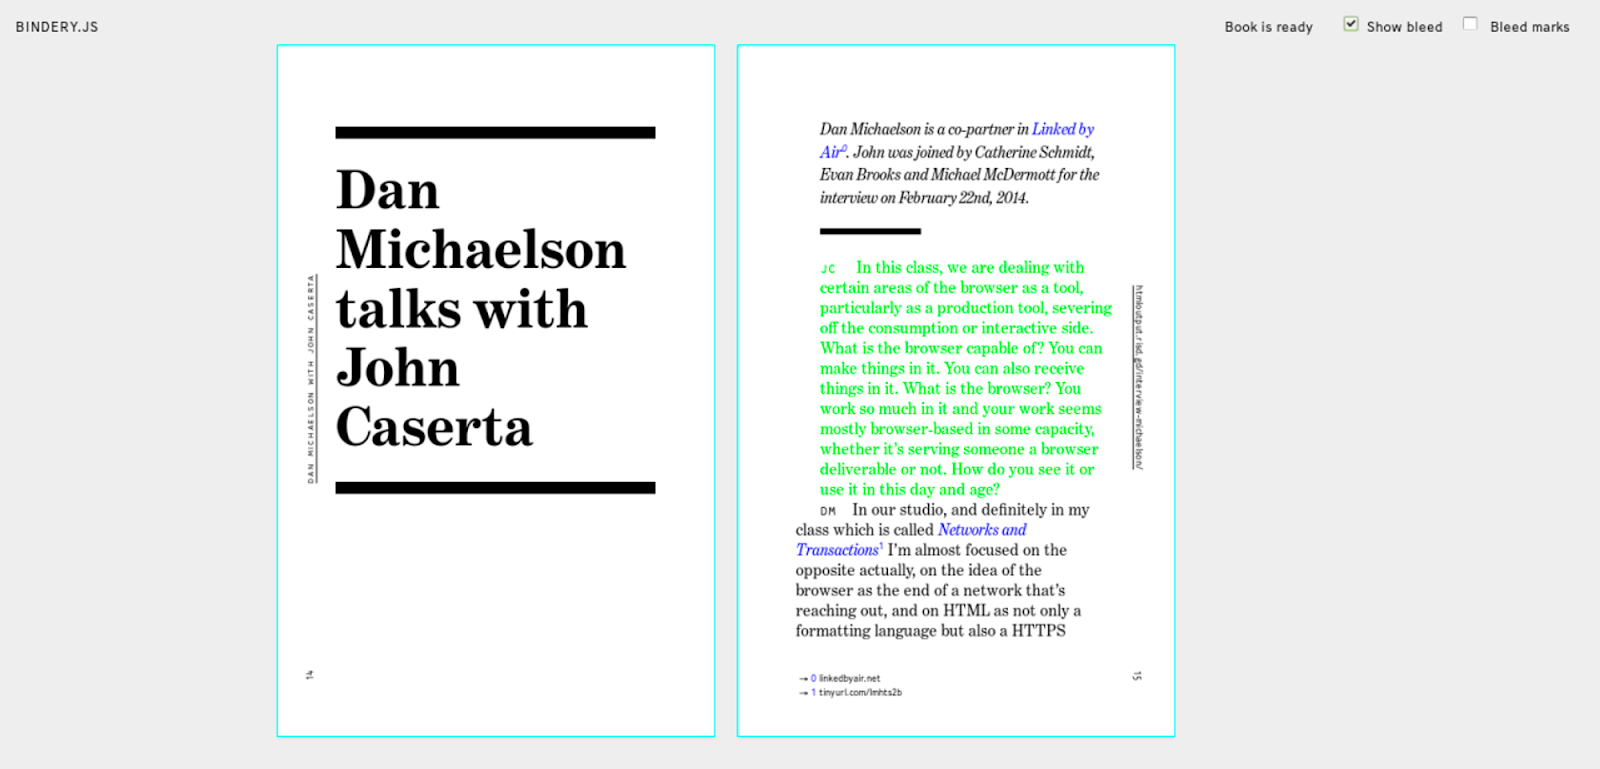 BINDERY.JS
Book is ready
Show bleed
Bleed marks
DAN MICHAELSON WITH JOHN CASERTA
Dan
Michaelson
talks with
John
Caserta
14
Dan Michaelson is a co-partner in Linked by
Air0. John was joined by Catherine Schmidt,
Evan Brooks and Michael McDermott for the
interview on February 22nd, 2014.
JC In this class, we are dealing with
certain areas of the browser as a tool,
particularly as a production tool, severing
off the consumption or interactive side.
What is the browser capable of? You can
make things in it. You can also receive
things in it. What is the browser? You
work so much in it and your work seems
mostly browser-based in some capacity,
whether it's serving someone a browser
deliverable or not. How do you see it or
use it in this day and age?
DM In our studio, and definitely in my
class which is called Networks and
Transactions1 I'm almost focused on the
opposite actually, on the idea of the
browser as the end of a network that's
reaching out, and on HTML as not only a
formatting language but also a HTTPS
→ 0 linkedbyair.net
→ 1 tinyurl.com/lmhts2b
htmloutput.risd.gd/interview-michaelson/
15